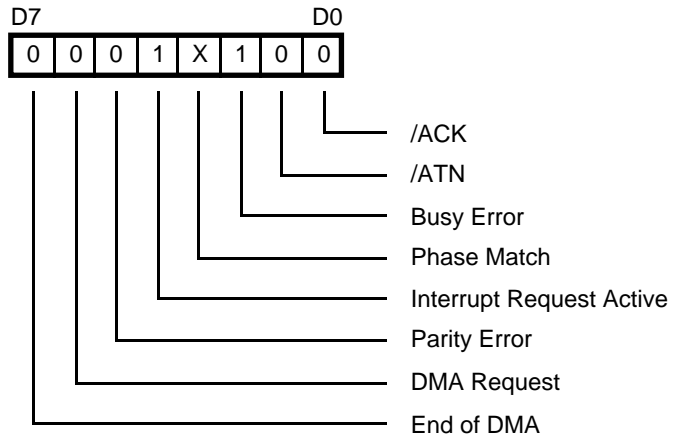 D7 D0
0 0 0 1 X 1 0 0
/ACK
/ATN
Busy Error
Phase Match
Interrupt Request Active
Parity Error
DMA Request
End of DMA